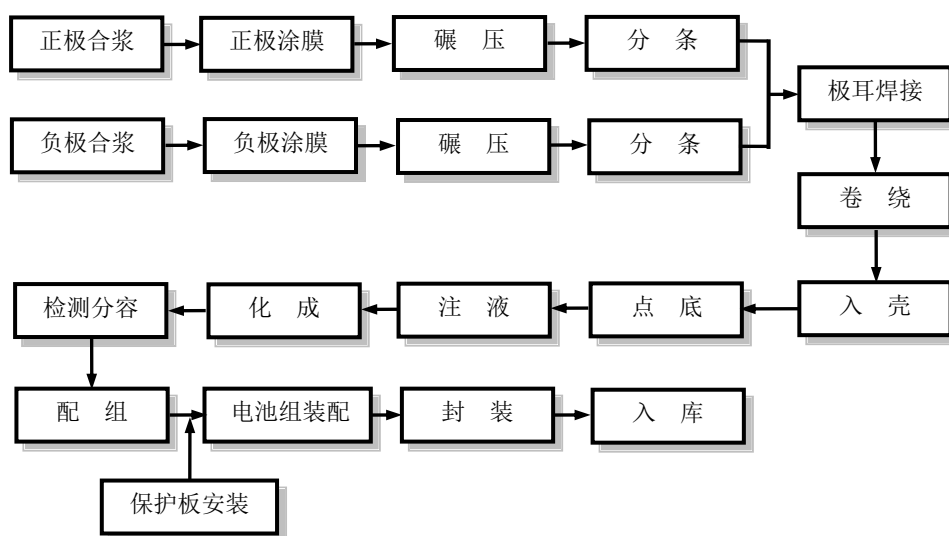 正极合浆
正极涂膜
碾 压
分 条
极耳焊接
负极合浆
负极涂膜
碾 压
分 条
卷 绕
入 壳
点 底
注 液
化 成
检测分容
配 组
电池组装配
封 装
入 库
保护板安装